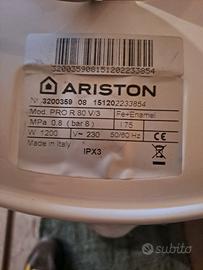 3200359081512022233854
ARISTON
Nr. 3200359 08 151202233854
Mod. PRO R 80 V/3 Fe+Enamel
MPa 0,8 ( bar 8 ) l 75
W 1200 V~ 230 50/60 Hz
Made in Italy
IPX3
subito